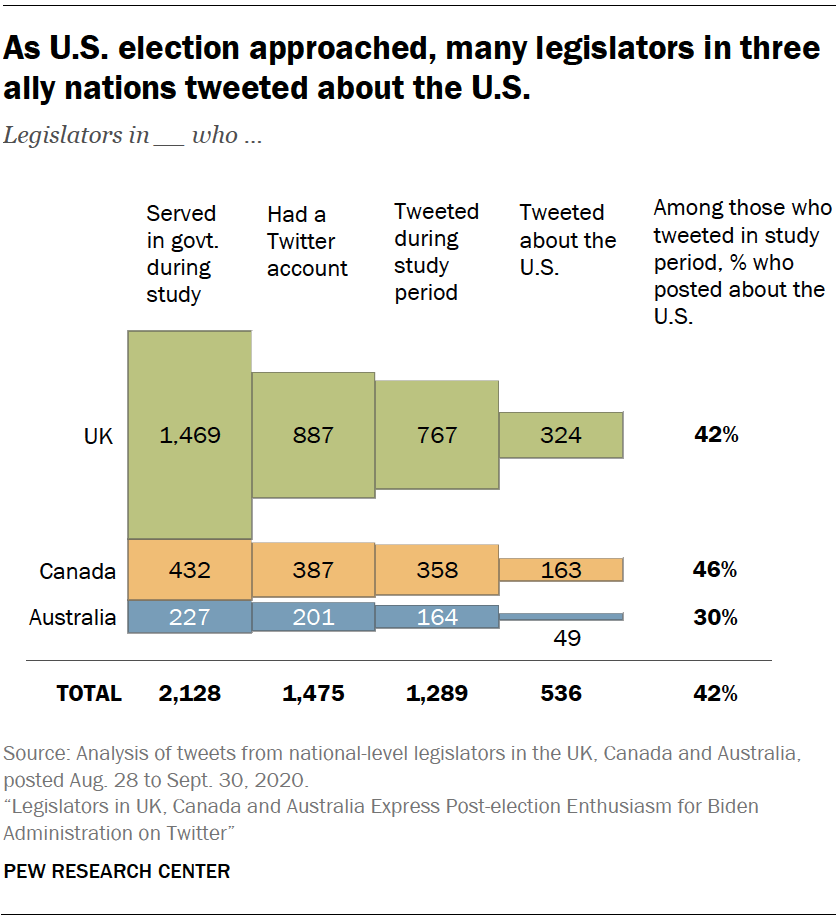 As U.S. election approached, many legislators in three
ally nations tweeted about the U.S.
Legislators in __ who ...
Served
in govt.
during
study
Had a
Twitter
account
Tweeted
during
study
period
Tweeted
about the
U.S.
Among those who
tweeted in study
period, % who
posted about the
U.S.
UK 1,469 887 767 324 42%
Canada 432 387 358 163 46%
Australia 227 201 164 49 30%
TOTAL 2,128 1,475 1,289 536 42%
Source: Analysis of tweets from national-level legislators in the UK, Canada and Australia,
posted Aug. 28 to Sept. 30, 2020.
“Legislators in UK, Canada and Australia Express Post-election Enthusiasm for Biden
Administration on Twitter”
PEW RESEARCH CENTER